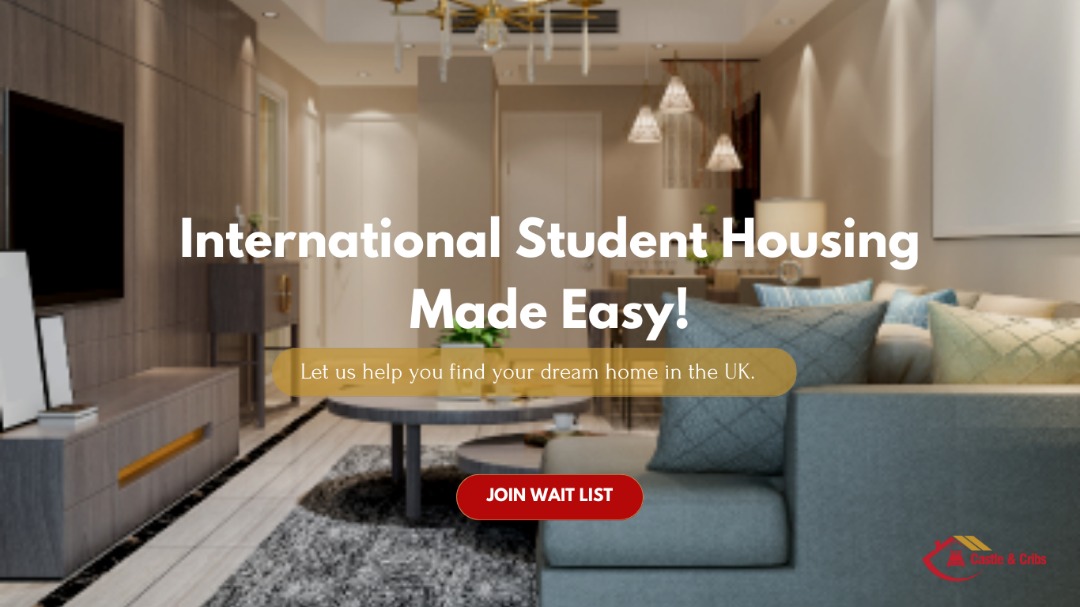 International Student Housing
Made Easy!
Let us help you find your dream home in the UK.
JOIN WAIT LIST
Castle & Cribs